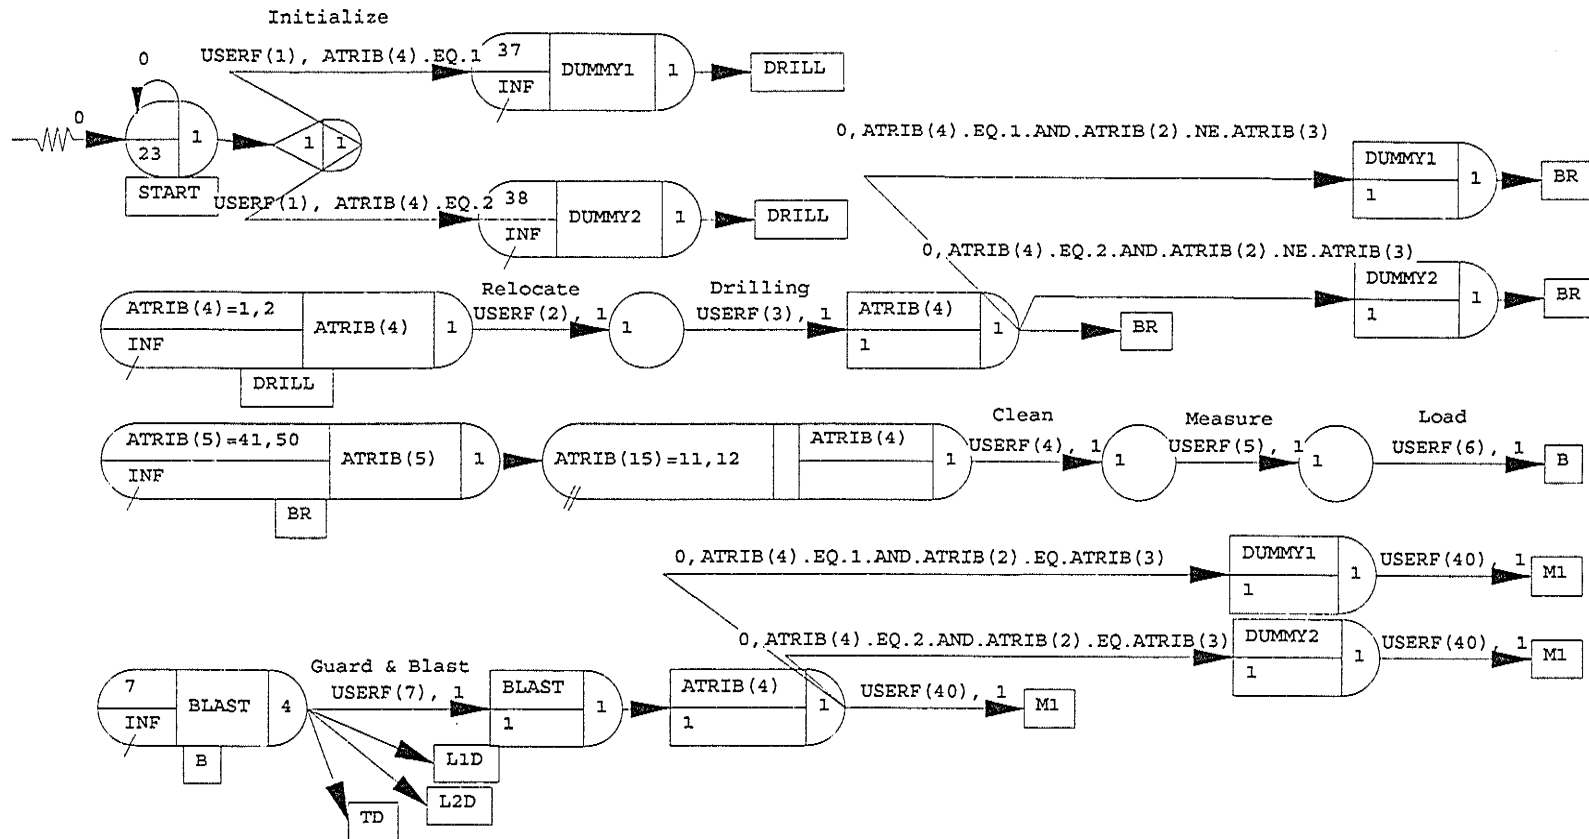 Initialize
0
USERF(1), ATRIB(4).EQ.1
37
INF
DUMMY1
1
DRILL
0
1
23
START
1
1
USERF(1), ATRIB(4).EQ.2
38
INF
DUMMY2
1
DRILL
0,ATRIB(4).EQ.1.AND.ATRIB(2).NE.ATRIB(3)
DUMMY1
1
1
BR
0,ATRIB(4).EQ.2.AND.ATRIB(2).NE.ATRIB(3)
DUMMY2
1
1
BR
ATRIB(4)=1,2
INF
ATRIB(4)
1
DRILL
Relocate
USERF(2), 1
1
Drilling
USERF(3), 1
ATRIB(4)
1
1
BR
ATRIB(5)=41,50
INF
ATRIB(5)
1
BR
ATRIB(15)=11,12
ATRIB(4)
1
Clean
USERF(4), 1
1
Measure
USERF(5), 1
1
Load
USERF(6), 1
B
0,ATRIB(4).EQ.1.AND.ATRIB(2).EQ.ATRIB(3)
DUMMY1
1
1
USERF(40), 1
M1
0,ATRIB(4).EQ.2.AND.ATRIB(2).EQ.ATRIB(3)
DUMMY2
1
1
USERF(40), 1
M1
7
INF
BLAST
4
B
Guard & Blast
USERF(7), 1
BLAST
1
1
ATRIB(4)
1
1
USERF(40), 1
M1
L1D
L2D
TD